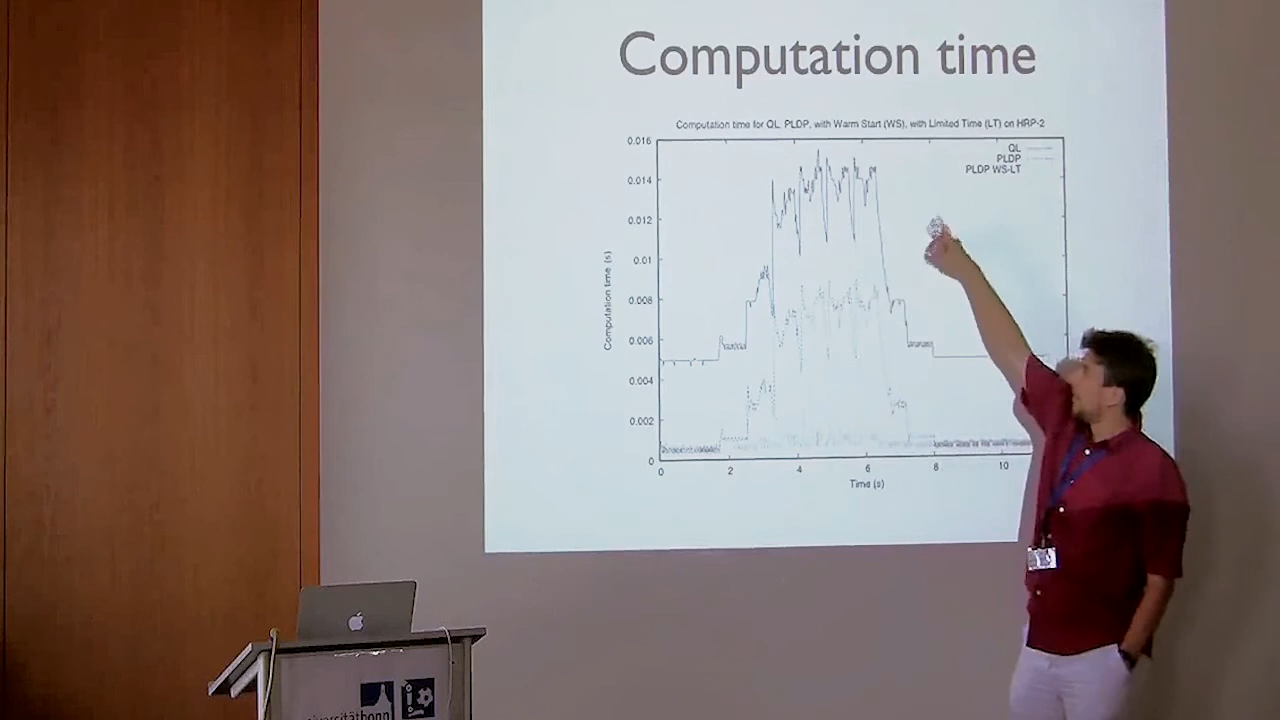 Computation time
Computation time for QL, PLDP, with Warm Start (WS), with Limited Time (LT) on HRP-2
0.016
0.014
0.012
0.01
0.008
0.006
0.004
0.002
0
Computation time (s)
QL
PLDP
PLDP WS-LT
0
2
4
6
8
10
Time (s)
universitätbonn